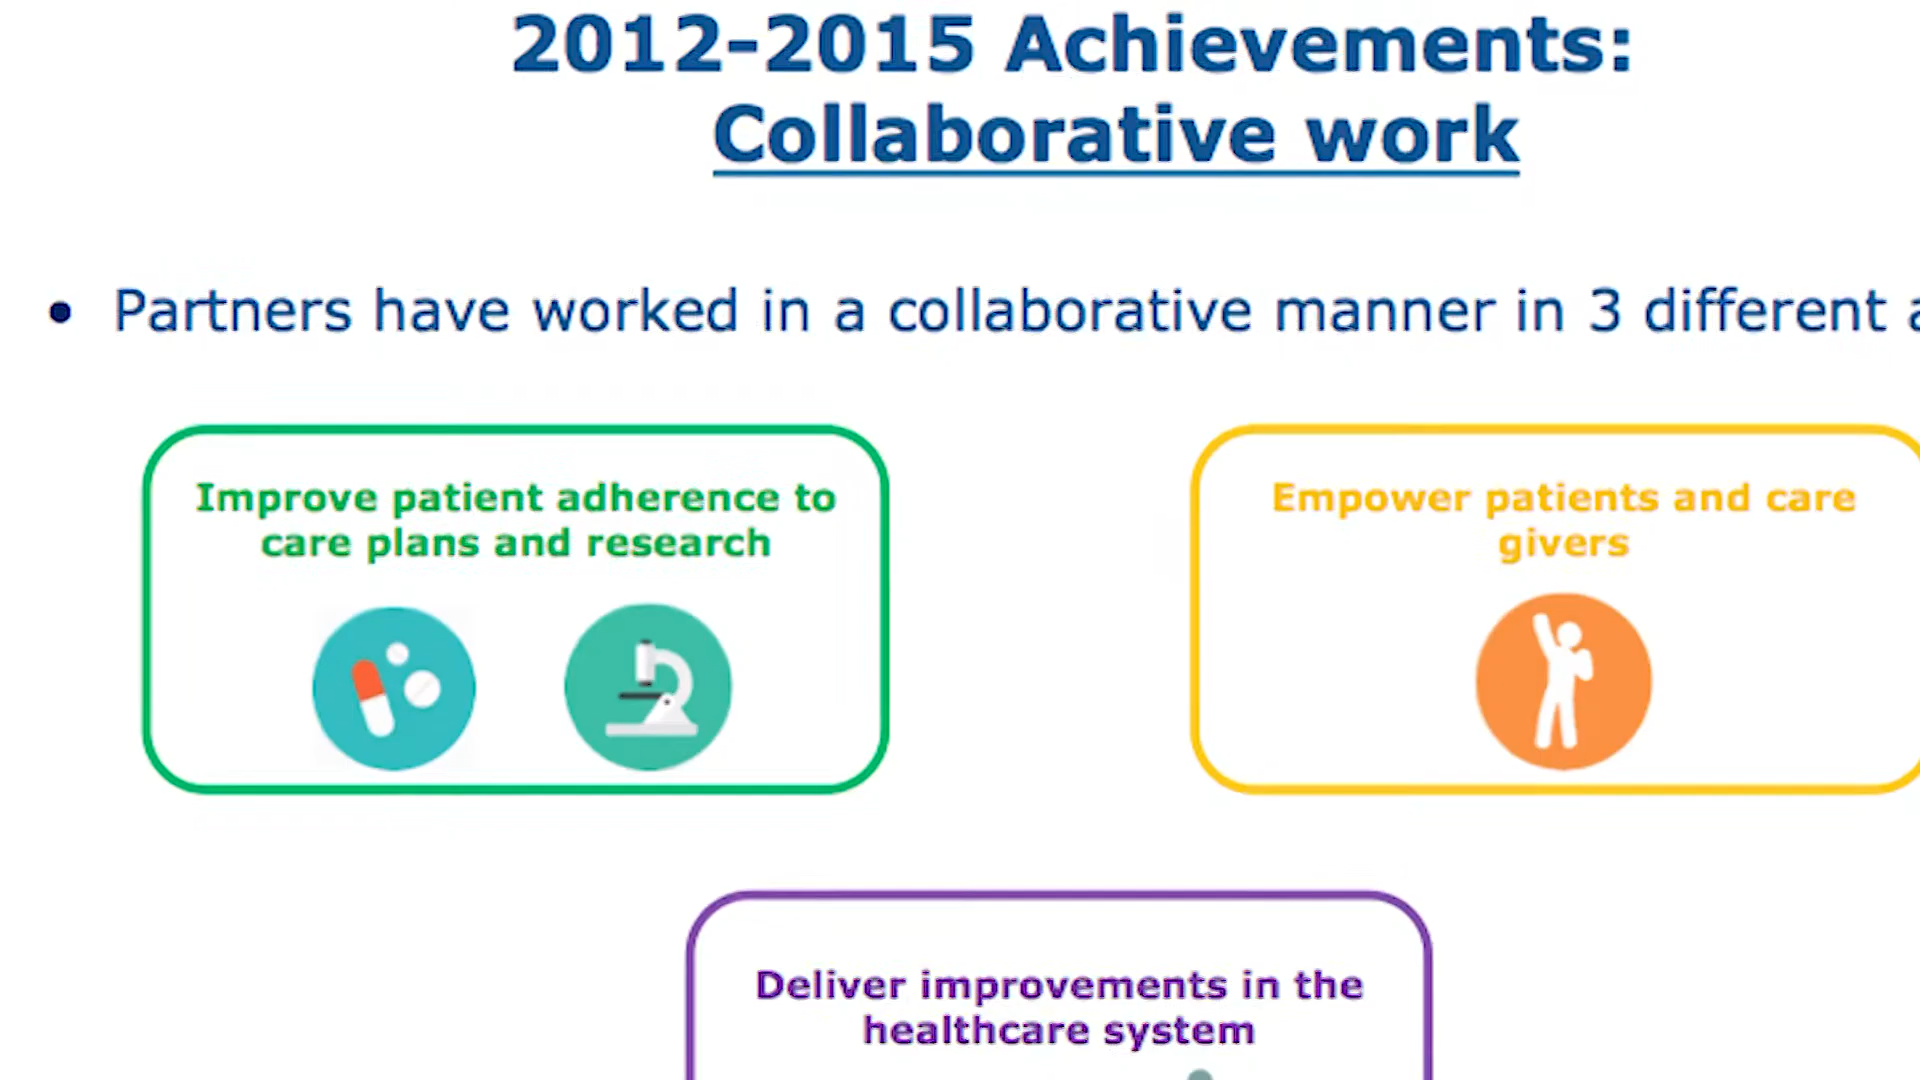 2012-2015 Achievements:
Collaborative work
• Partners have worked in a collaborative manner in 3 different
Improve patient adherence to
care plans and research
Empower patients and care
givers
Deliver improvements in the
healthcare system